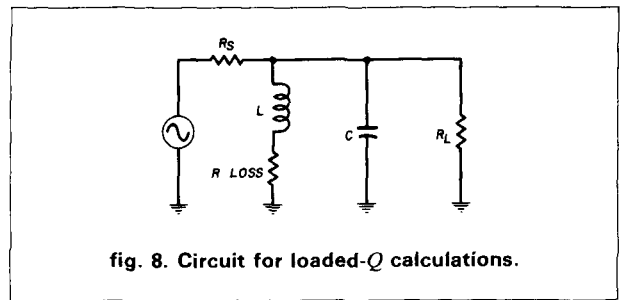 RS
L
R LOSS
C
RL
fig. 8. Circuit for loaded-Q calculations.